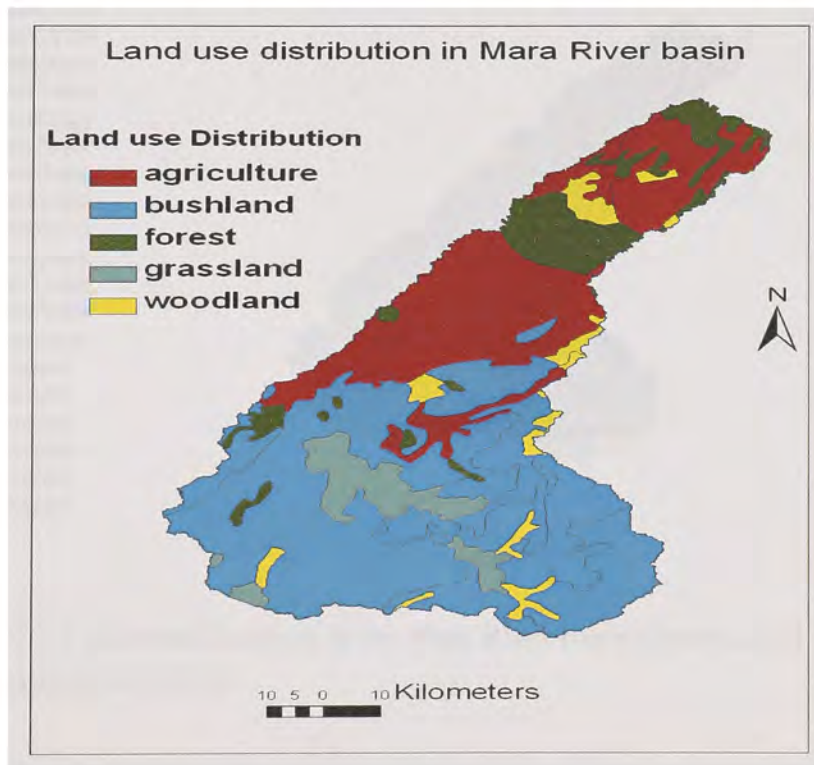 Land use distribution in Mara River basin
Land use Distribution
agriculture
bushland
forest
grassland
woodland
N
10 5 0 10 Kilometers